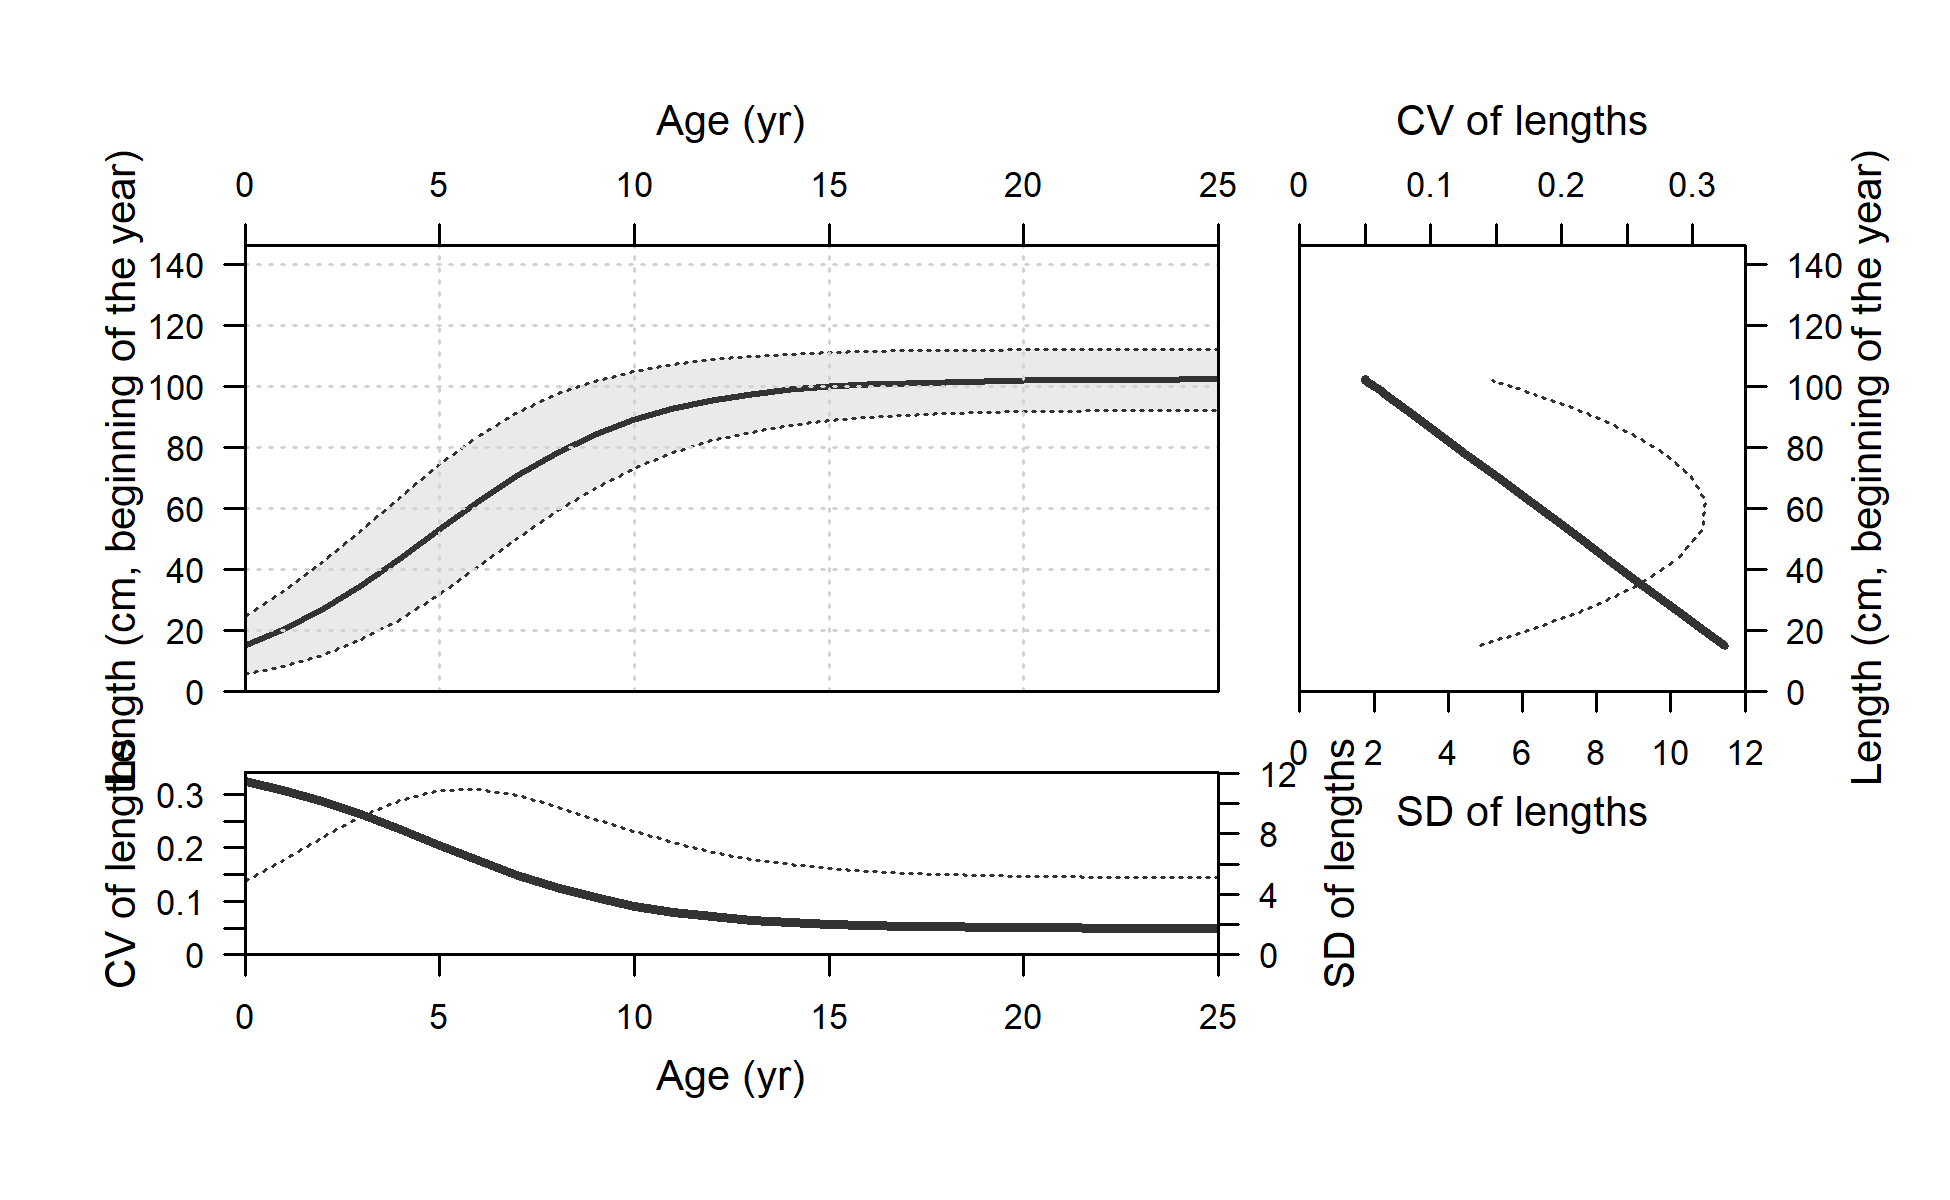 Age (yr)
CV of lengths
0 5 10 15 20 25
0 0.1 0.2 0.3
Length (cm, beginning of the year)
140
120
100
80
60
40
20
0
140
120
100
80
60
40
20
0
Length (cm, beginning of the year)
0 2 4 6 8 10 12
SD of lengths
CV of lengths
0.3
0.2
0.1
0
12
8
4
0
SD of lengths
0 5 10 15 20 25
Age (yr)